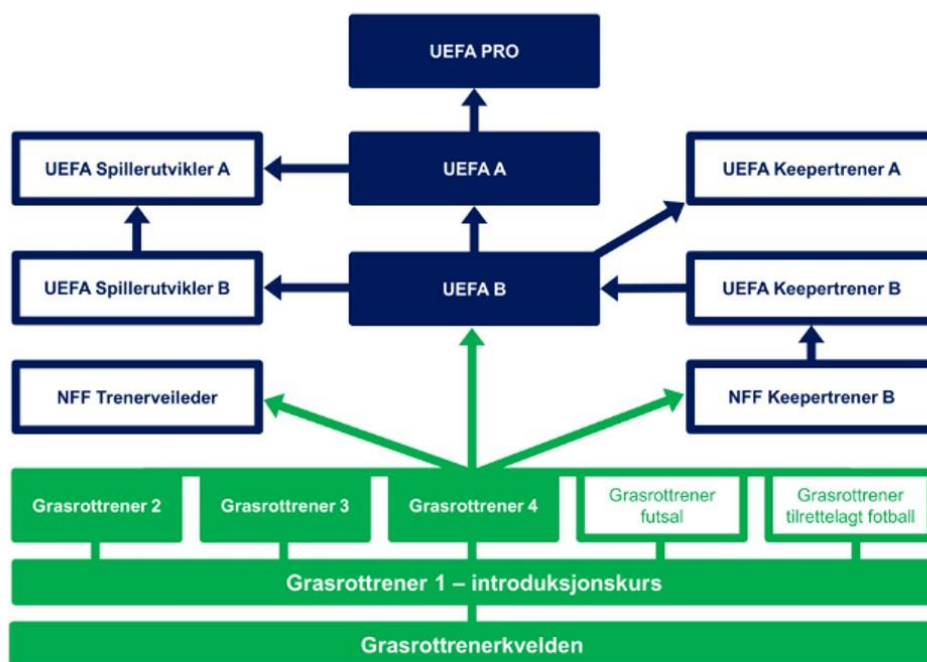 UEFA PRO
UEFA Spillerutvikler A
UEFA A
UEFA Keepertrener A
UEFA Spillerutvikler B
UEFA B
UEFA Keepertrener B
NFF Trenerveileder
NFF Keepertrener B
Grasrottrener 2
Grasrottrener 3
Grasrottrener 4
Grasrottrener
futsal
Grasrottrener
tilrettelagt fotball
Grasrottrener 1 – introduksjonskurs
Grasrottrenerkvelden